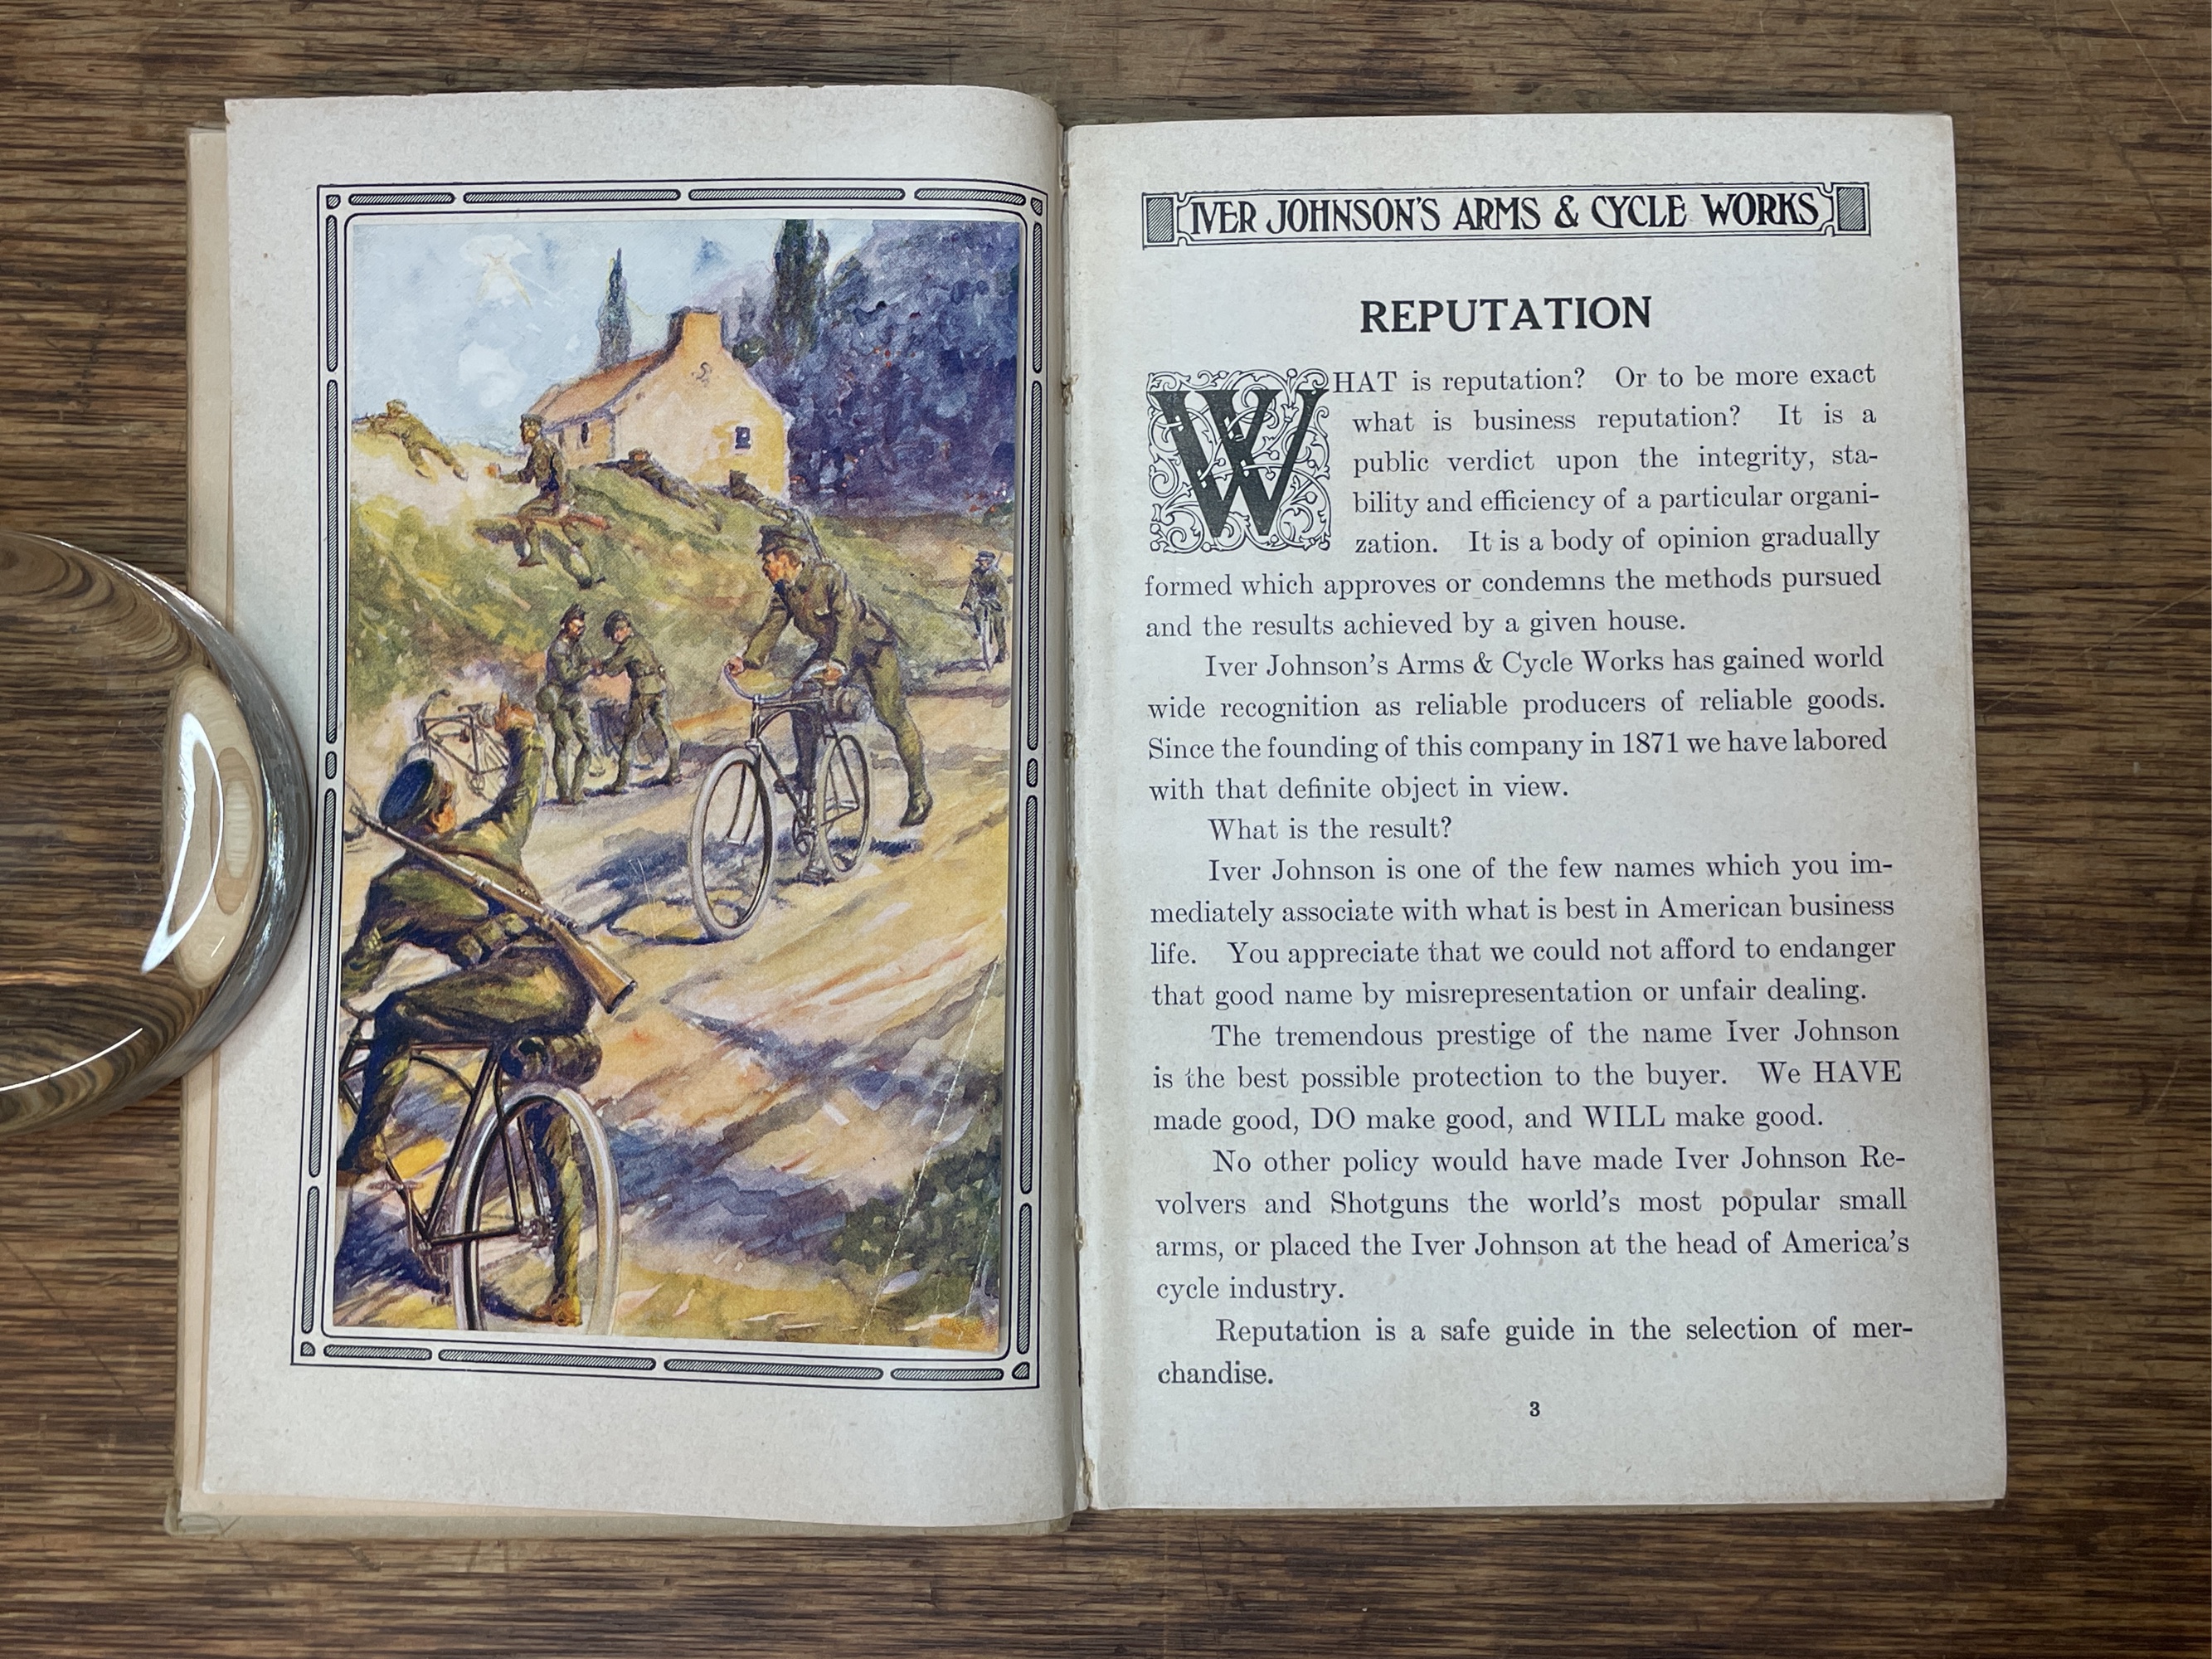 IVER JOHNSON'S ARMS & CYCLE WORKS
REPUTATION
WHAT is reputation? Or to be more exact
what is business reputation? It is a
public verdict upon the integrity, sta-
bility and efficiency of a particular organi-
zation. It is a body of opinion gradually
formed which approves or condemns the methods pursued
and the results achieved by a given house.
Iver Johnson's Arms & Cycle Works has gained world
wide recognition as reliable producers of reliable goods.
Since the founding of this company in 1871 we have labored
with that definite object in view.
What is the result?
Iver Johnson is one of the few names which you im-
mediately associate with what is best in American business
life. You appreciate that we could not afford to endanger
that good name by misrepresentation or unfair dealing.
The tremendous prestige of the name Iver Johnson
is the best possible protection to the buyer. We HAVE
made good, DO make good, and WILL make good.
No other policy would have made Iver Johnson Re-
volvers and Shotguns the world's most popular small
arms, or placed the Iver Johnson at the head of America's
cycle industry.
Reputation is a safe guide in the selection of mer-
chandise.
3